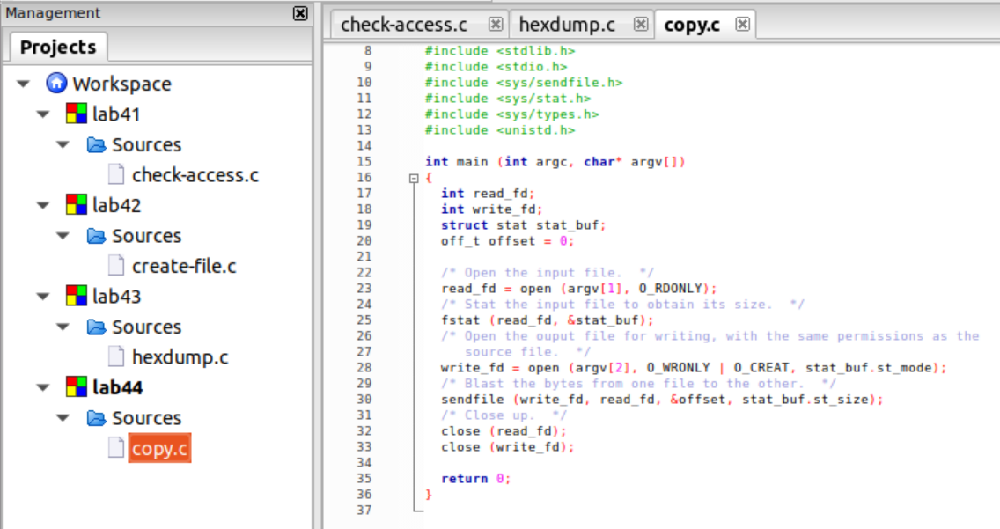 Management
Projects
Workspace
lab41
Sources
check-access.c
lab42
Sources
create-file.c
lab43
Sources
hexdump.c
lab44
Sources
copy.c
check-access.c hexdump.c copy.c
8 #include <stdlib.h>
9 #include <stdio.h>
10 #include <sys/sendfile.h>
11 #include <sys/stat.h>
12 #include <sys/types.h>
13 #include <unistd.h>
14
15 int main (int argc, char* argv[])
16 {
17 int read_fd;
18 int write_fd;
19 struct stat stat_buf;
20 off_t offset = 0;
21
22 /* Open the input file.  */
23 read_fd = open (argv[1], O_RDONLY);
24 /* Stat the input file to obtain its size.  */
25 fstat (read_fd, &stat_buf);
26 /* Open the ouput file for writing, with the same permissions as the
27 source file.  */
28 write_fd = open (argv[2], O_WRONLY | O_CREAT, stat_buf.st_mode);
29 /* Blast the bytes from one file to the other.  */
30 sendfile (write_fd, read_fd, &offset, stat_buf.st_size);
31 /* Close up.  */
32 close (read_fd);
33 close (write_fd);
34
35 return 0;
36 }
37